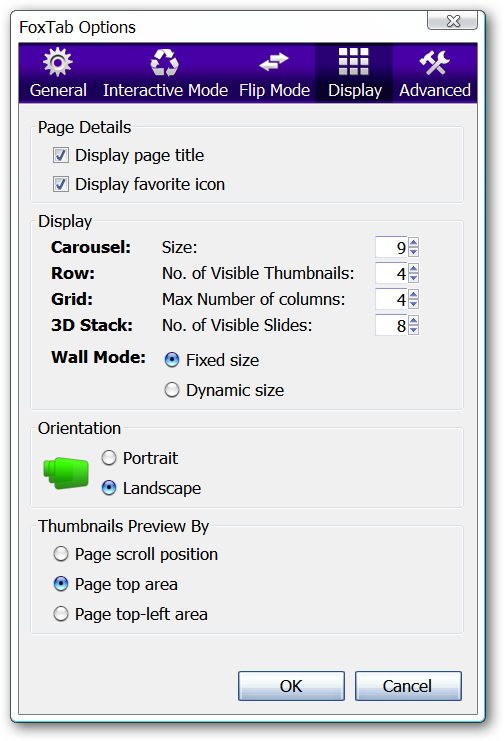 FoxTab Options
General Interactive Mode Flip Mode Display Advanced
Page Details
Display page title
Display favorite icon
Display
Carousel: Size: 9
Row: No. of Visible Thumbnails: 4
Grid: Max Number of columns: 4
3D Stack: No. of Visible Slides: 8
Wall Mode: Fixed size
Dynamic size
Orientation
Portrait
Landscape
Thumbnails Preview By
Page scroll position
Page top area
Page top-left area
OK Cancel